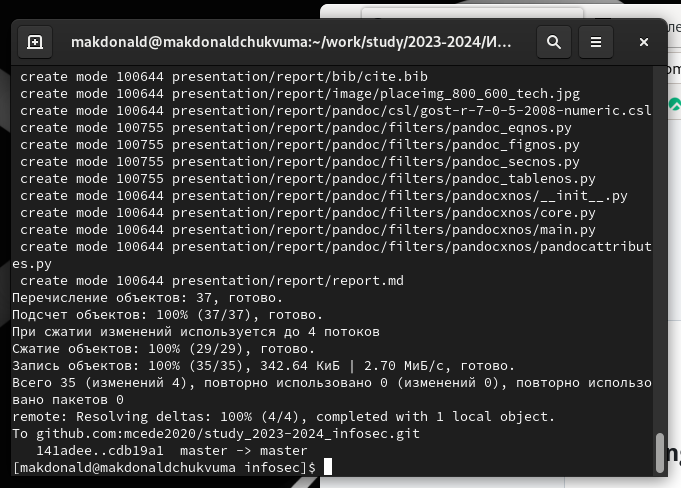 makdonald@makdonaldchukvuma:~/work/study/2023-2024/И...
create mode 100644 presentation/report/bib/cite.bib
create mode 100644 presentation/report/image/placeimg_800_600_tech.jpg
create mode 100644 presentation/report/pandoc/csl/gost-r-7-0-5-2008-numeric.csl
create mode 100755 presentation/report/pandoc/filters/pandoc_eqnos.py
create mode 100755 presentation/report/pandoc/filters/pandoc_fignos.py
create mode 100755 presentation/report/pandoc/filters/pandoc_secnos.py
create mode 100755 presentation/report/pandoc/filters/pandoc_tablenos.py
create mode 100644 presentation/report/pandoc/filters/pandocxnos/__init__.py
create mode 100644 presentation/report/pandoc/filters/pandocxnos/core.py
create mode 100644 presentation/report/pandoc/filters/pandocxnos/main.py
create mode 100644 presentation/report/pandoc/filters/pandocxnos/pandocattribut
es.py
create mode 100644 presentation/report/report.md
Перечисление объектов: 37, готово.
Подсчет объектов: 100% (37/37), готово.
При сжатии изменений используется до 4 потоков
Сжатие объектов: 100% (29/29), готово.
Запись объектов: 100% (35/35), 342.64 КиБ | 2.70 МиБ/с, готово.
Всего 35 (изменений 4), повторно использовано 0 (изменений 0), повторно использо
вано пакетов 0
remote: Resolving deltas: 100% (4/4), completed with 1 local object.
To github.com:mcede2020/study_2023-2024_infosec.git
141adee..cdb19a1  master -> master
[makdonald@makdonaldchukvuma infosec]$